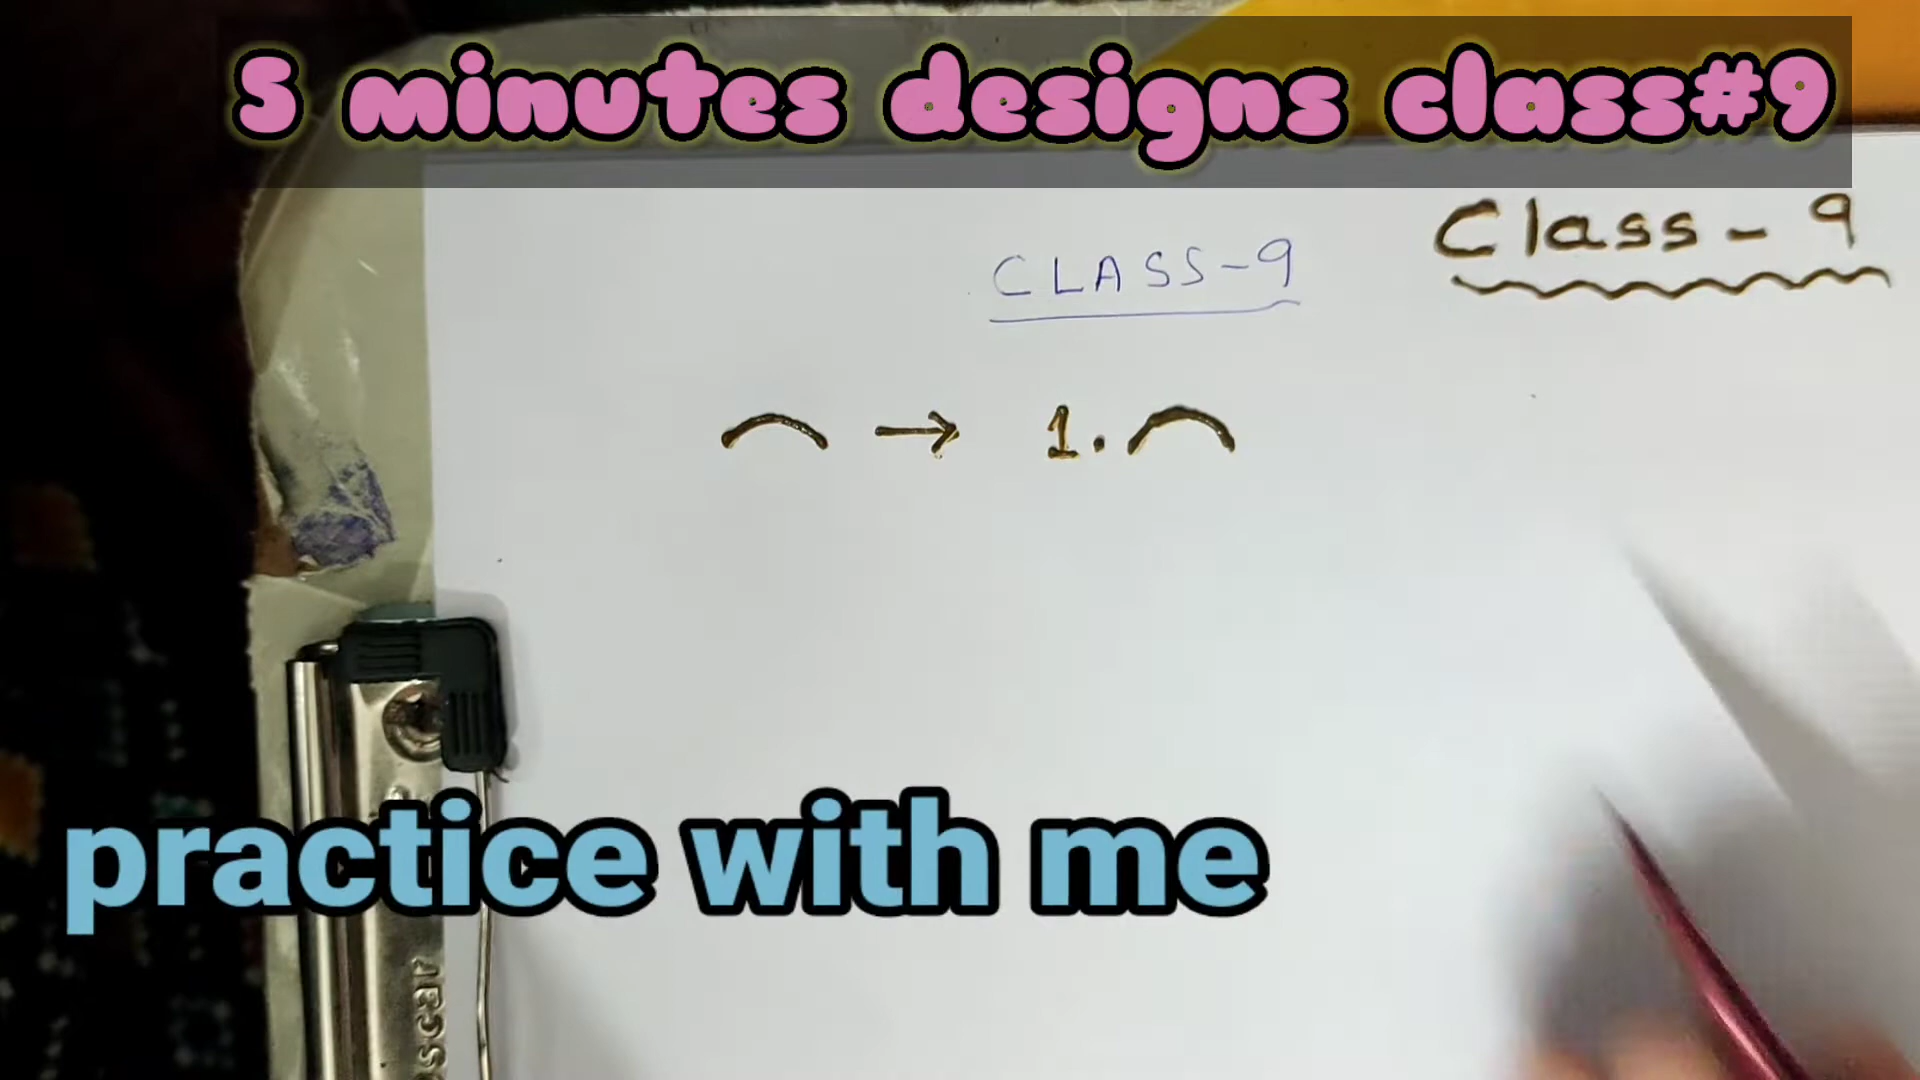 5 minutes designs class#9
Class - 9
CLASS-9
→ 1.
practice with me